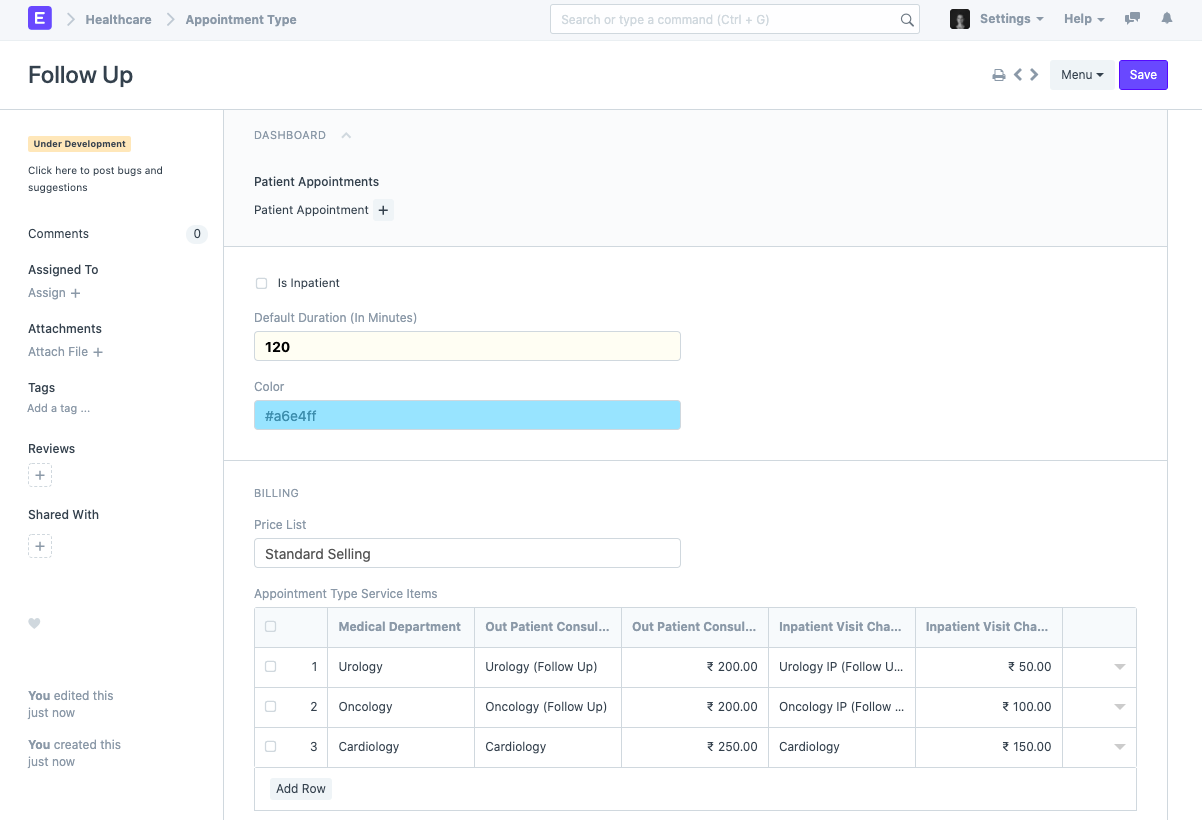 E Healthcare Appointment Type Search or type a command (Ctrl + G) Settings Help
Follow Up Menu Save
Under Development
Click here to post bugs and
suggestions
Comments 0
Assigned To
Assign +
Attachments
Attach File +
Tags
Add a tag ...
Reviews
+
Shared With
+
You edited this
just now
You created this
just now
DASHBOARD
Patient Appointments
Patient Appointment +
Is Inpatient
Default Duration (In Minutes)
120
Color
#a6e4ff
BILLING
Price List
Standard Selling
Appointment Type Service Items
Medical Department Out Patient Consul... Out Patient Consul... Inpatient Visit Cha... Inpatient Visit Cha...
1 Urology Urology (Follow Up) ₹ 200.00 Urology IP (Follow U... ₹ 50.00
2 Oncology Oncology (Follow Up) ₹ 200.00 Oncology IP (Follow ... ₹ 100.00
3 Cardiology Cardiology ₹ 250.00 Cardiology ₹ 150.00
Add Row